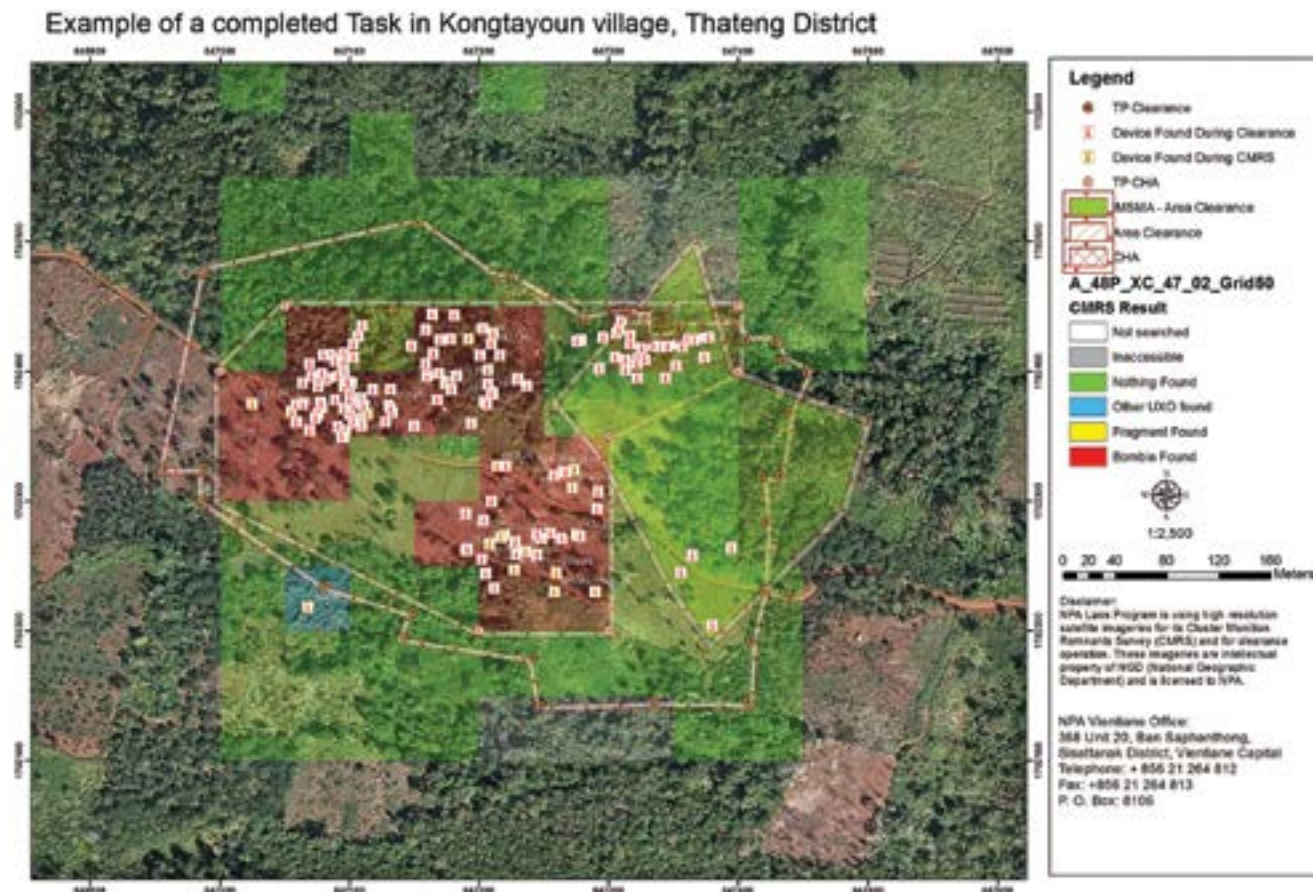 Example of a completed Task in Kongtayoun village, Thateng District
Legend
TP-Clearance
Device Found During Clearance
Device Found During CMRS
TP-CHA
IMSMA - Area Clearance
Area Clearance
CHA
A_48P_XC_47_02_Grid50
CMRS Result
Not searched
Inaccessible
Nothing Found
Other UXO found
Fragment Found
Bombie Found
N
W
E
S
1:2,500
0 20 40 80 120 160
Meters
Disclaimer:
NPA Laos Program is using high resolution
satellite imageries for its Cluster Munition
Remnants Survey (CMRS) and for clearance
operation. These imageries are intellectual
property of NGD (National Geographic
Department) and is licensed to NPA.
NPA Vientiane Office:
368 Unit 20, Ban Saphanthong,
Sisattanak District, Vientiane Capital
Telephone: + 856 21 264 812
Fax: +856 21 264 813
P. O. Box: 8106